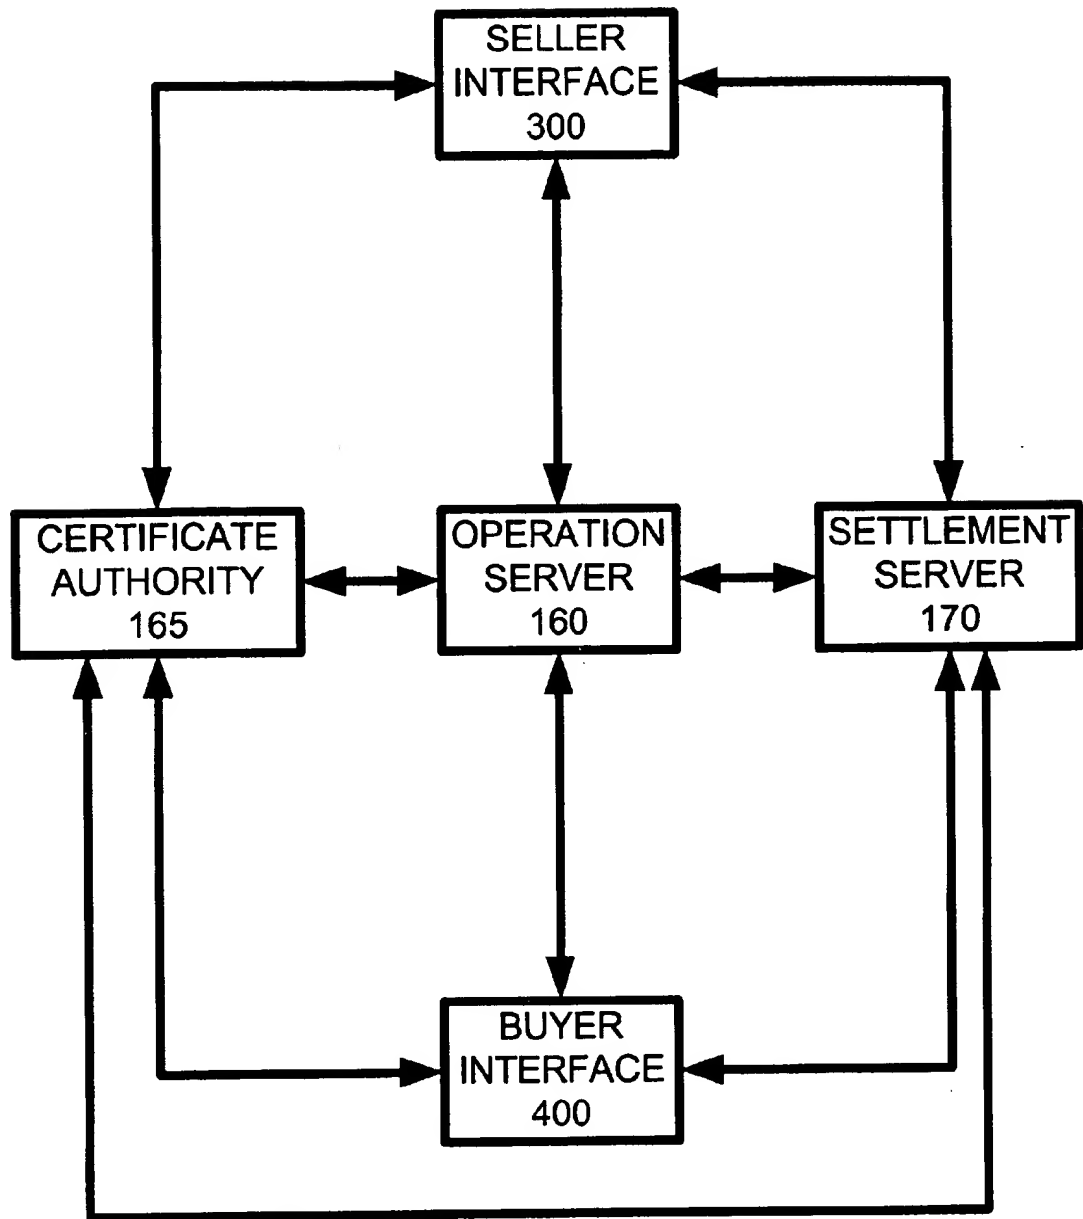 SELLER
INTERFACE
300
CERTIFICATE
AUTHORITY
165
OPERATION
SERVER
160
SETTLEMENT
SERVER
170
BUYER
INTERFACE
400